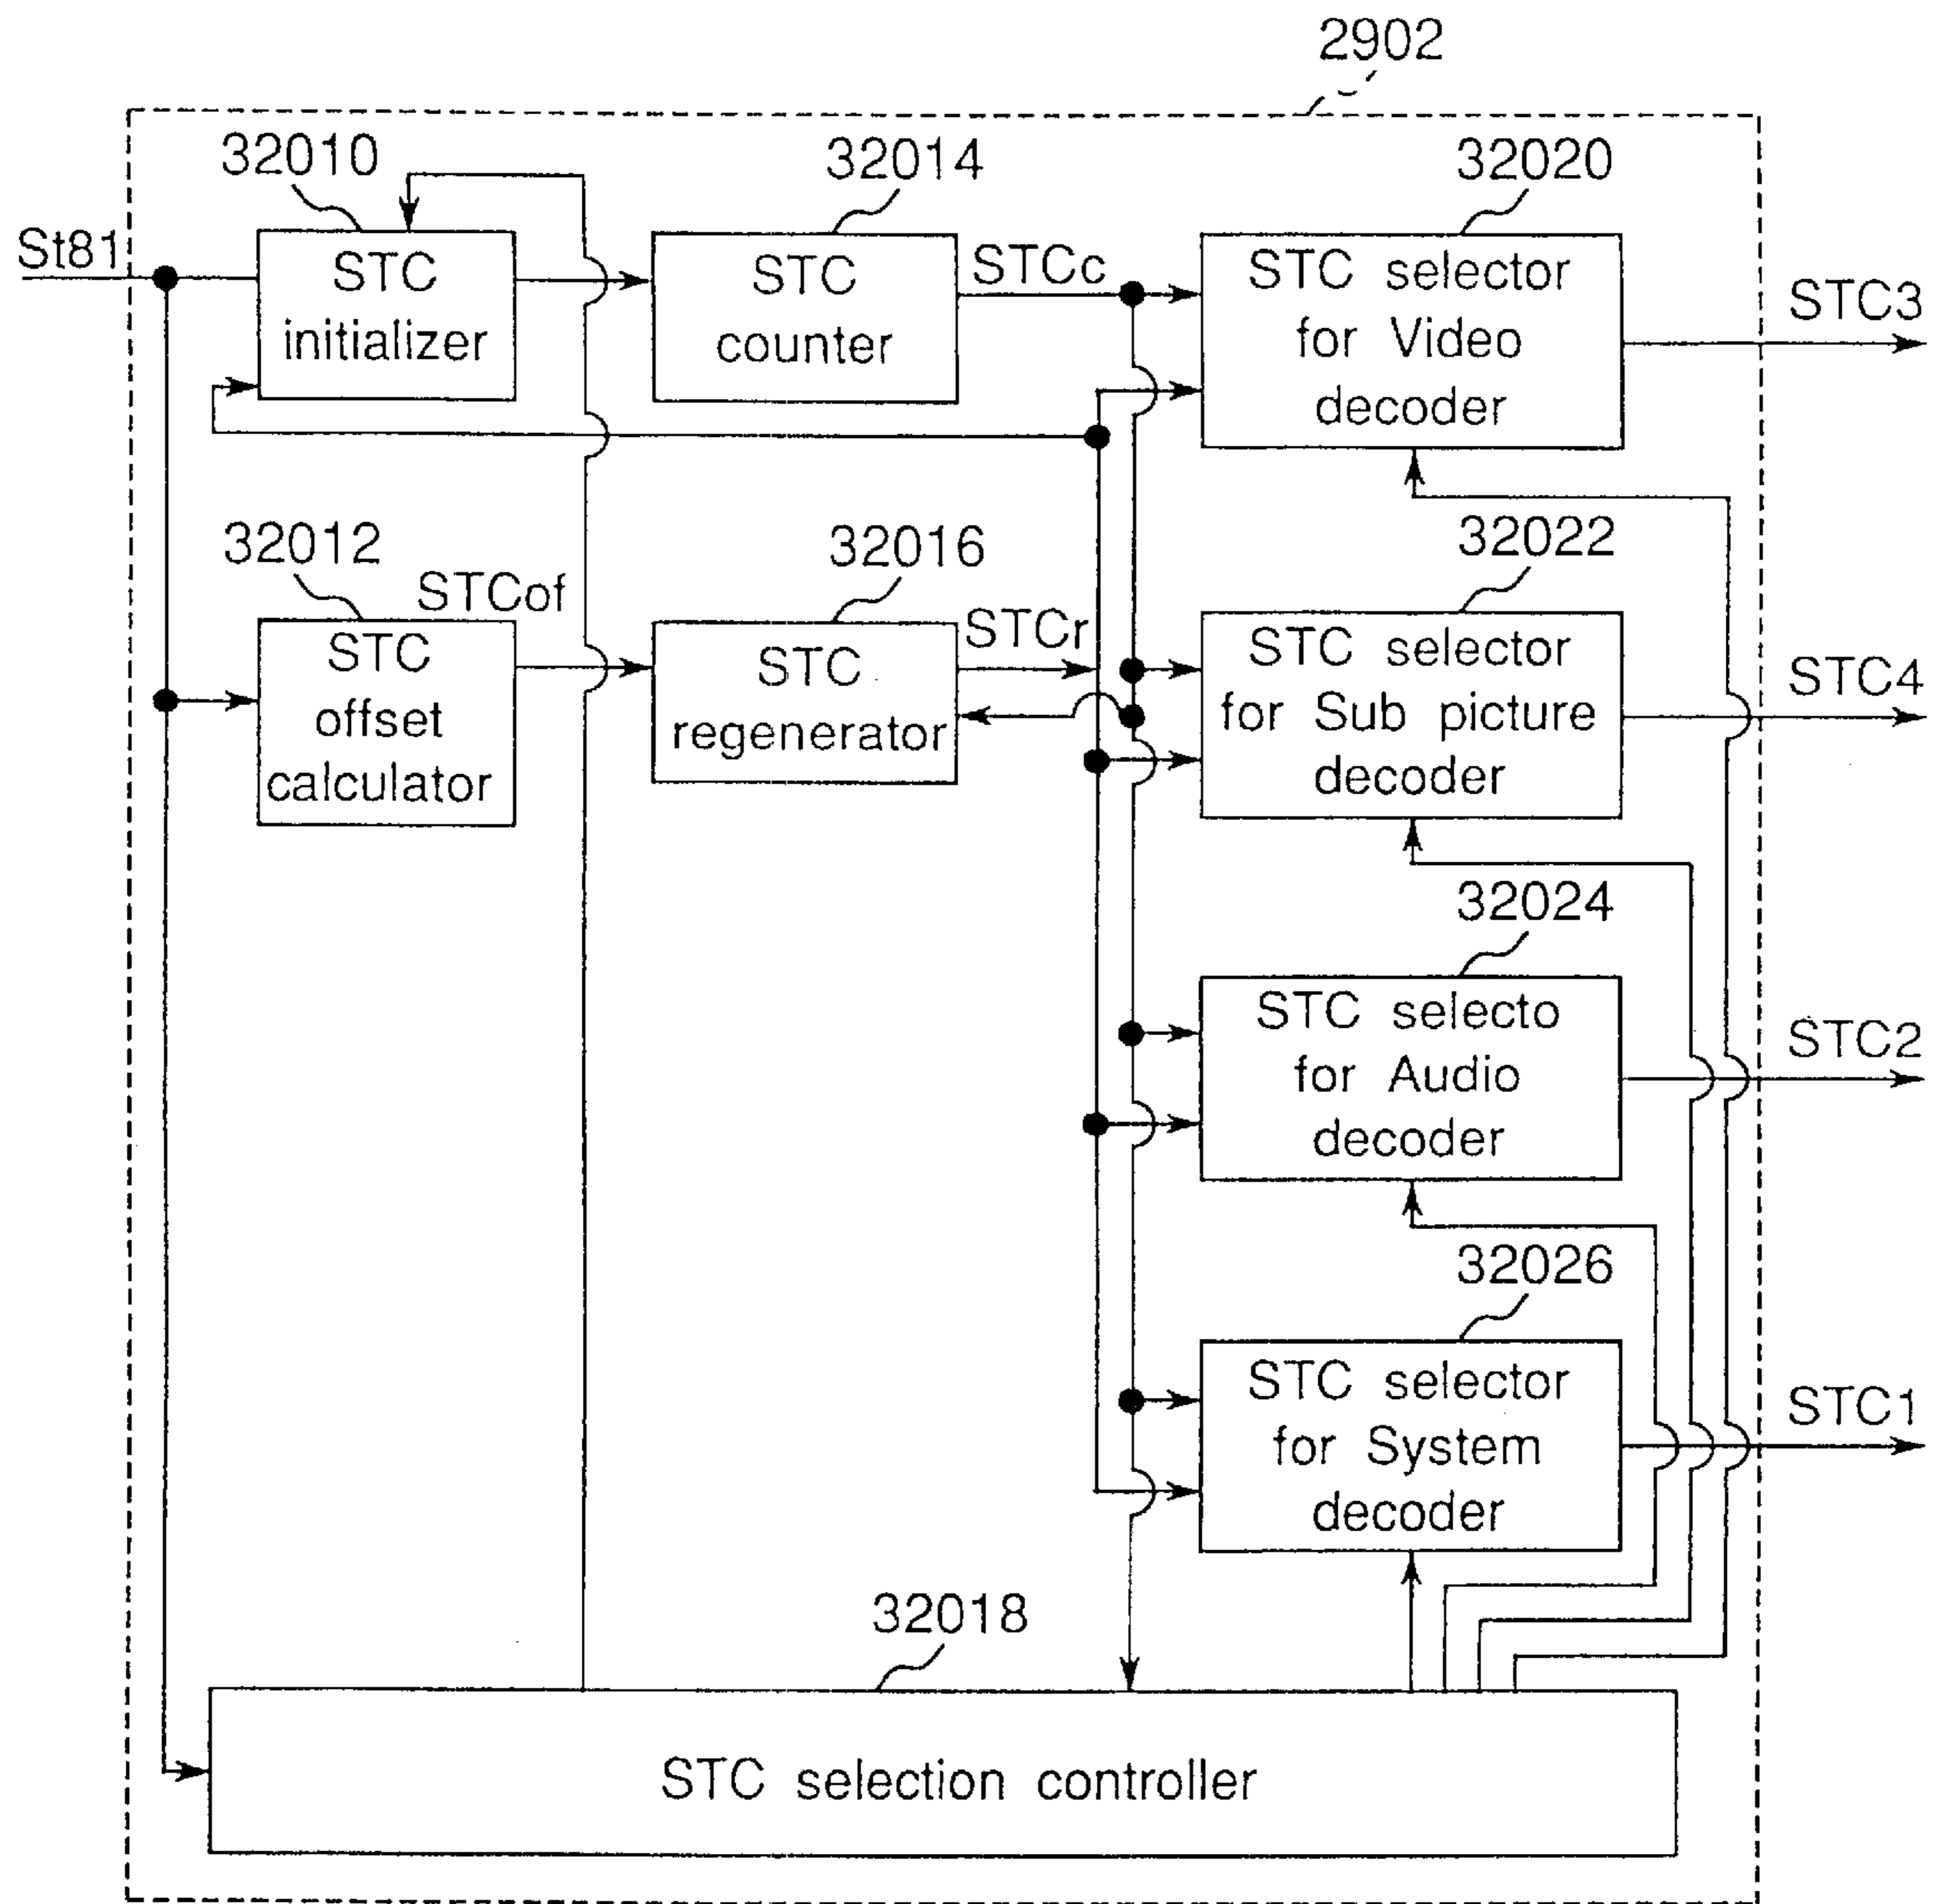 2902
32010
32014
32020
St81
STC
initializer
STC
counter
STCc
STC selector
for Video
decoder
STC3
32012
STCof
32016
STCr
32022
STC
offset
calculator
STC
regenerator
STC selector
for Sub picture
decoder
STC4
32024
STC selecto
for Audio
decoder
STC2
32026
STC selector
for System
decoder
STC1
32018
STC selection controller